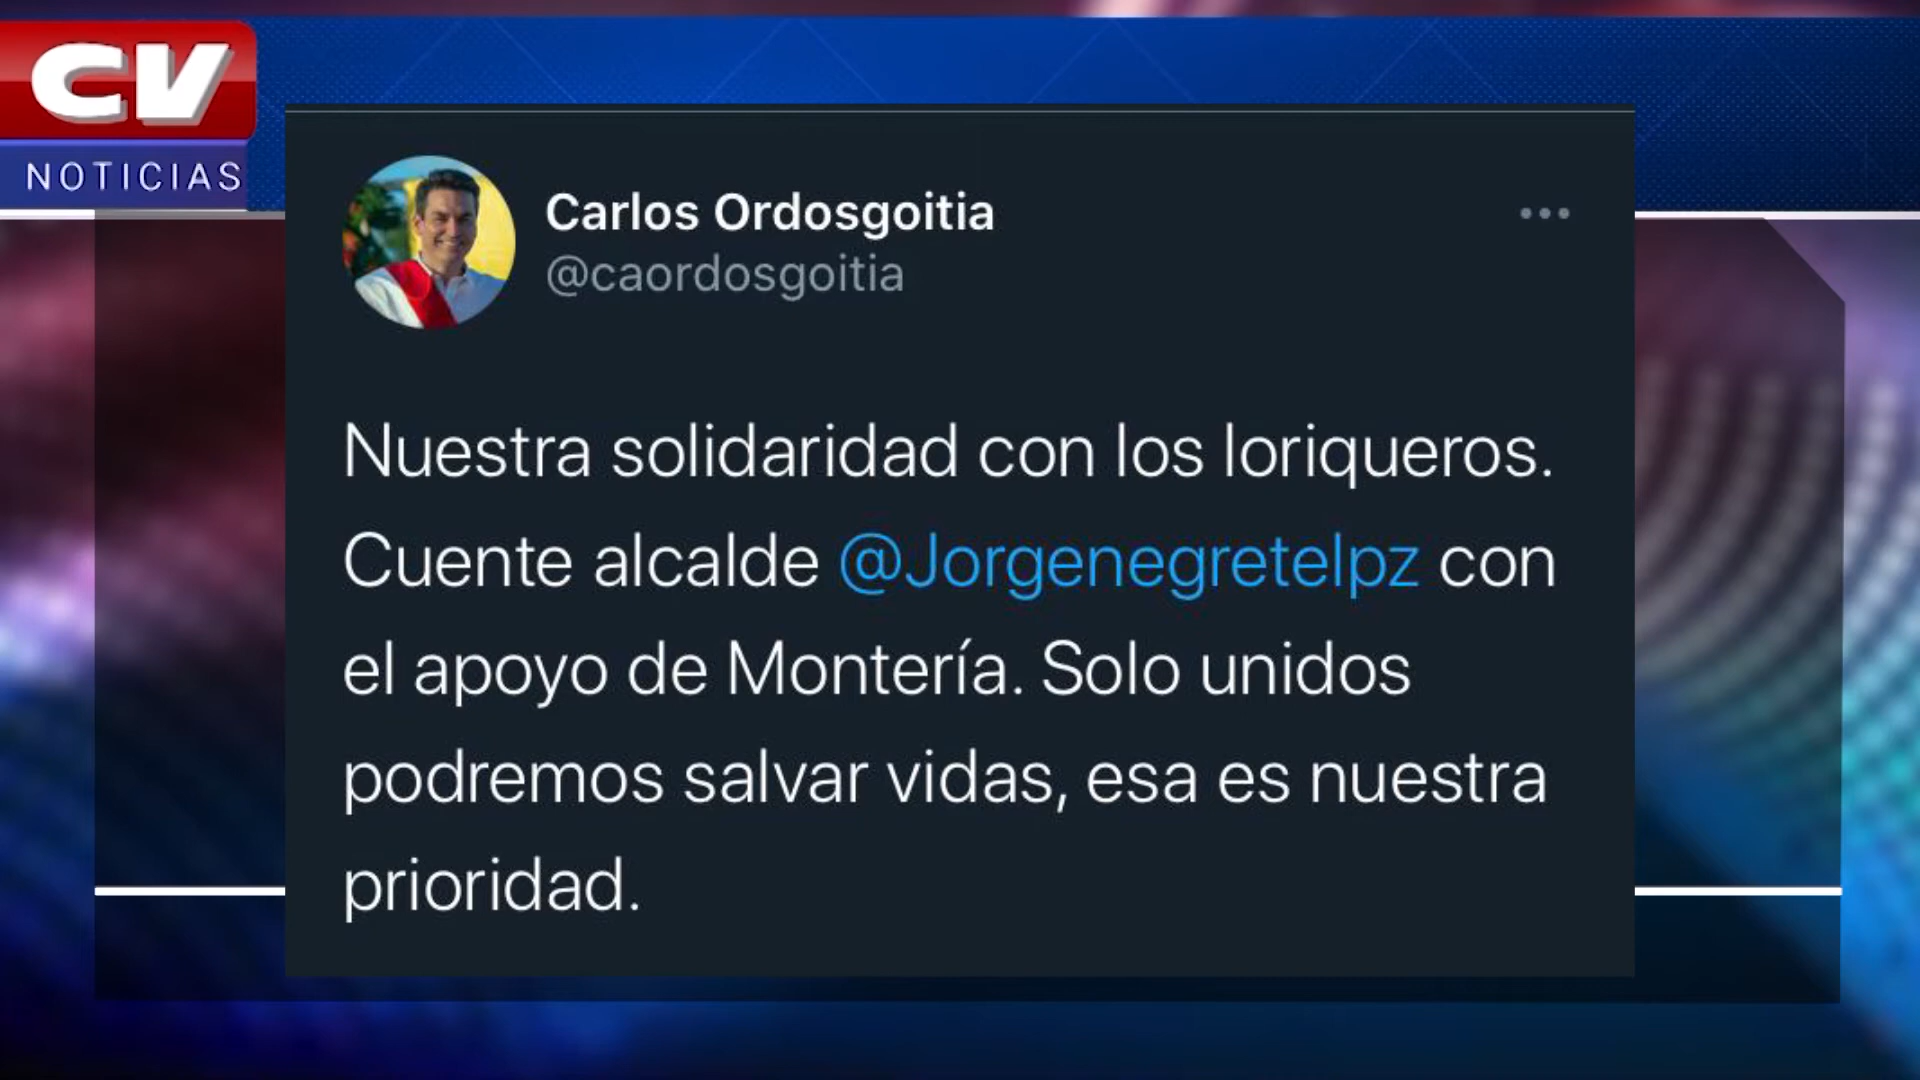 CV
NOTICIAS
Carlos Ordosgoitia
@caordosgoitia
Nuestra solidaridad con los loriqueros.
Cuente alcalde @Jorgenegretelpz con
el apoyo de Montería. Solo unidos
podremos salvar vidas, esa es nuestra
prioridad.